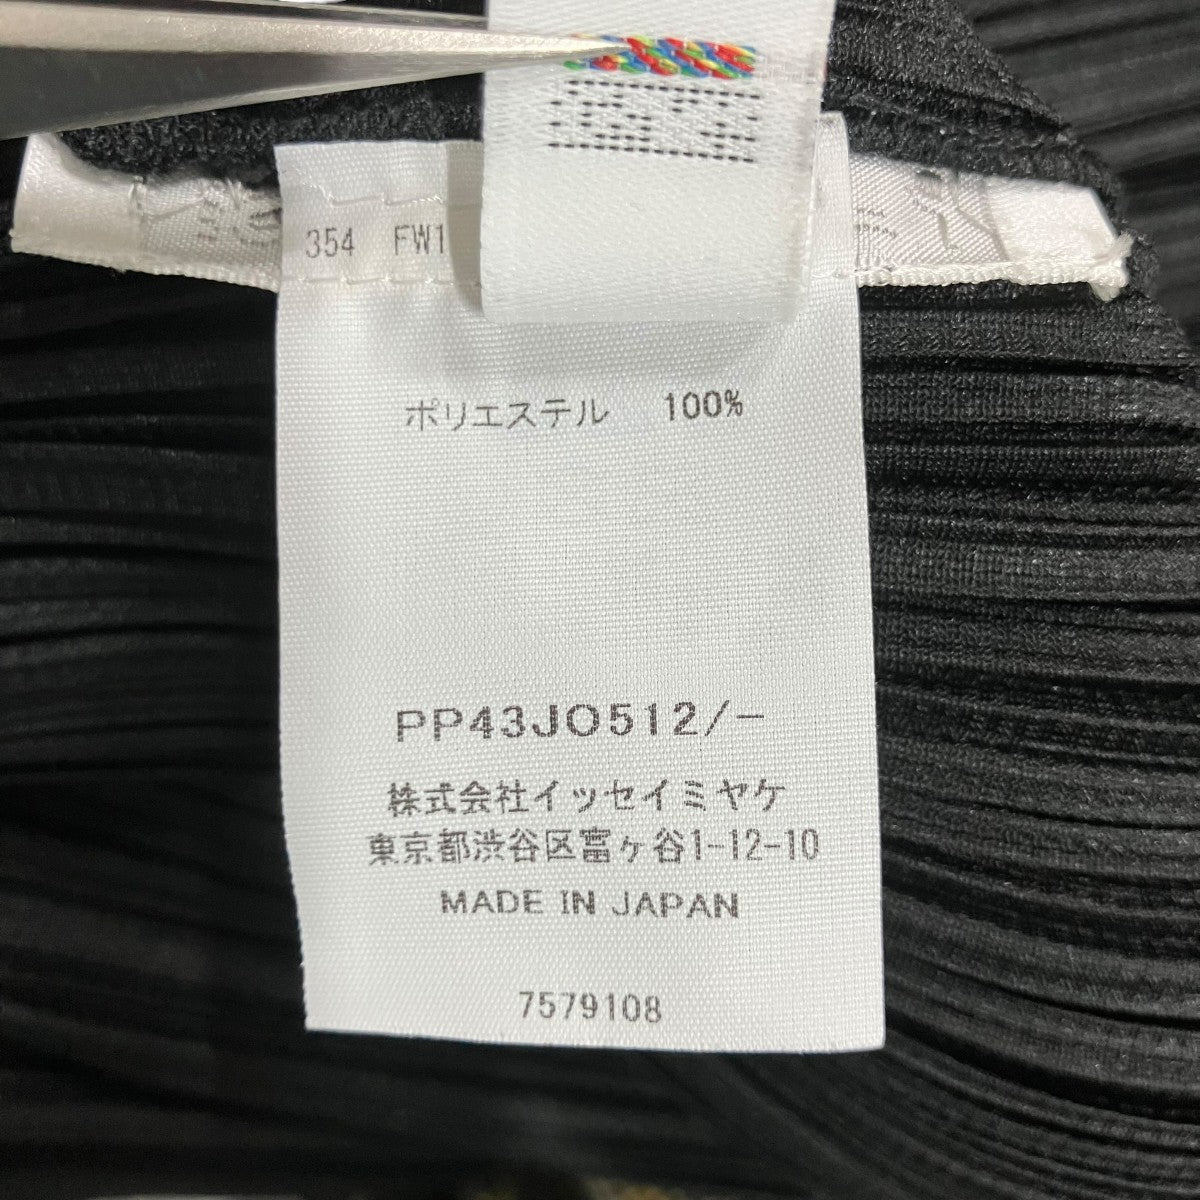 354 FW1
ポリエステル 100%
PP43JO512/-
株式会社イッセイミヤケ
東京都渋谷区富ヶ谷1-12-10
MADE IN JAPAN
7579108